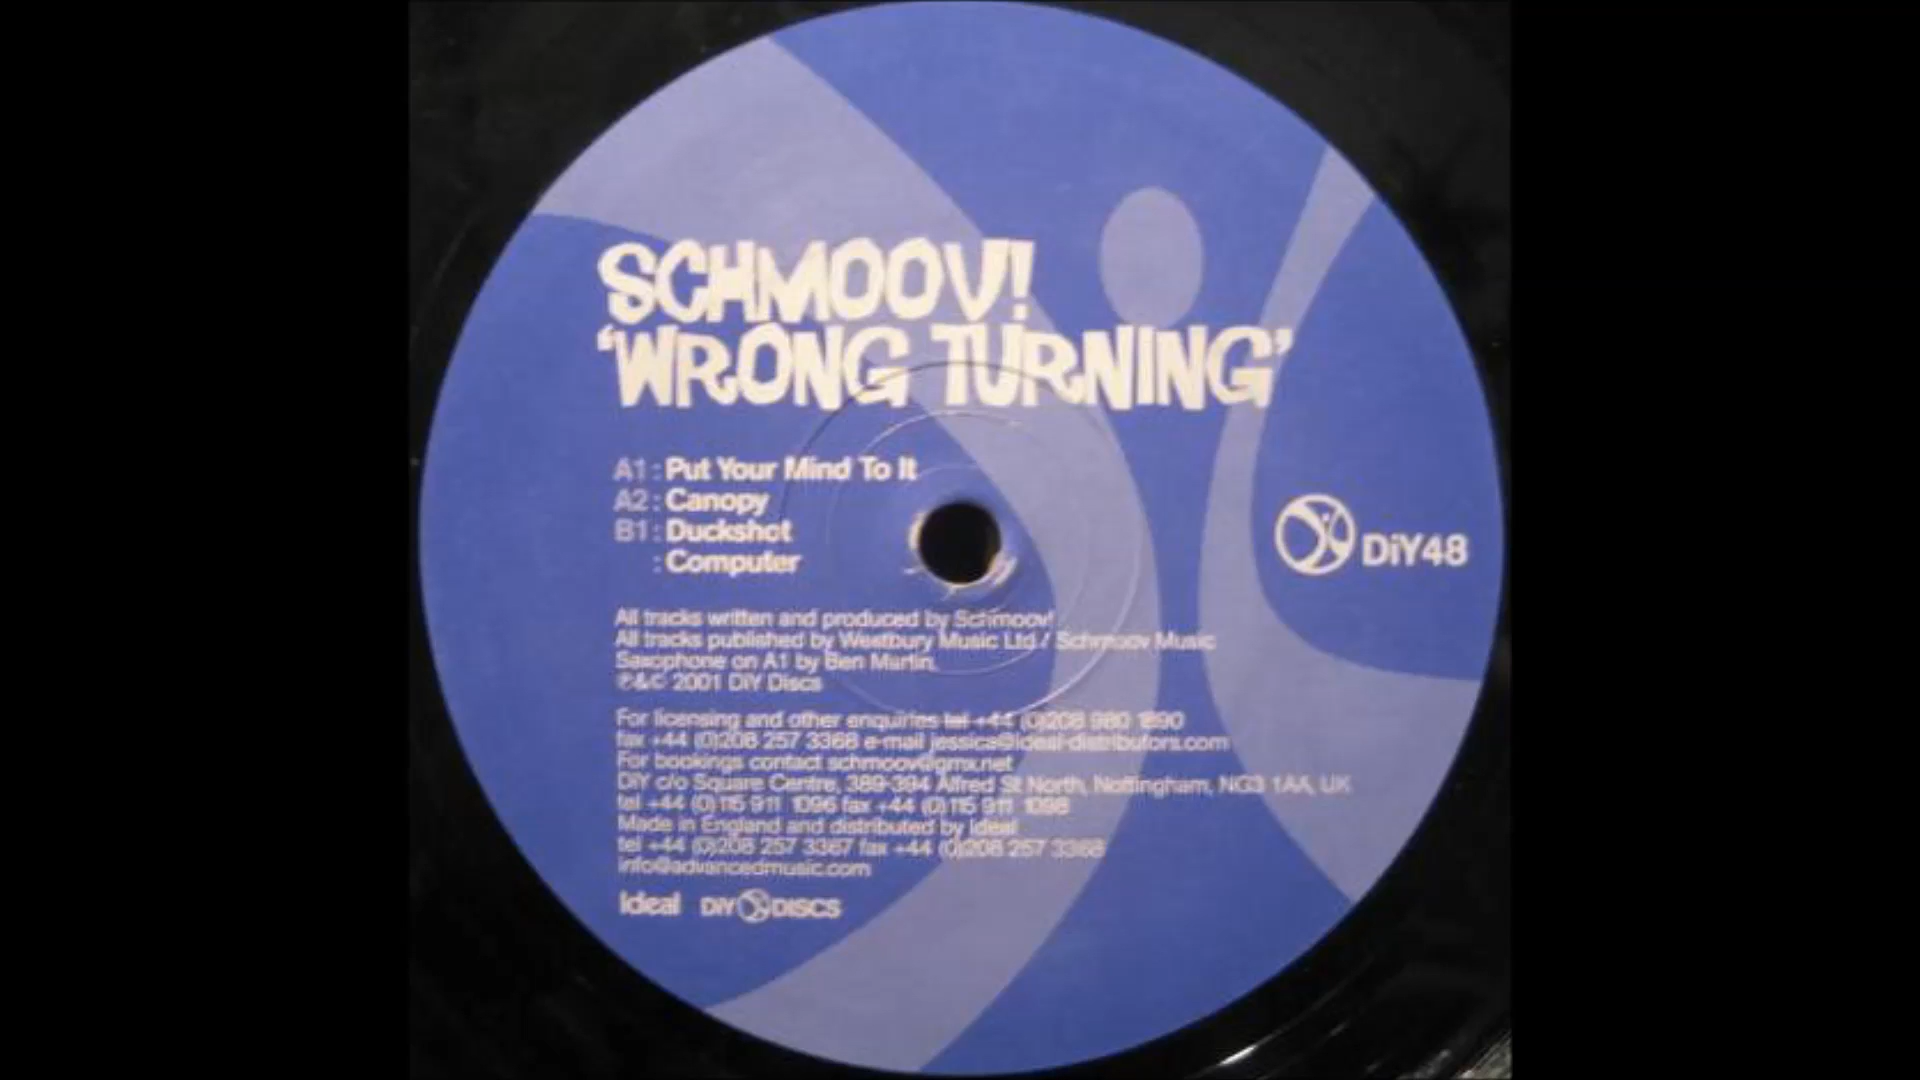 SCHMOOV!
'WRONG TURNING'
A1 : Put Your Mind To It
A2 : Canopy
B1 : Duckshot
: Computer
DiY48
All tracks written and produced by Schmoov!
All tracks published by Westbury Music Ltd / Schmoov Music
Saxophone on A1 by Ben Martin.
℗&© 2001 DiY Discs
For licensing and other enquiries tel +44 (0)208 980 1890
fax +44 (0)208 257 3368 e-mail jessica@ideal-distributors.com
For bookings contact schmoov@gmx.net
DiY c/o Square Centre, 389-394 Alfred St North, Nottingham, NG3 1AA, UK
tel +44 (0)115 911 1096 fax +44 (0)115 911 1098
Made in England and distributed by Ideal
tel +44 (0)208 257 3367 fax +44 (0)208 257 3368
info@advancedmusic.com
Ideal DiY DISCS